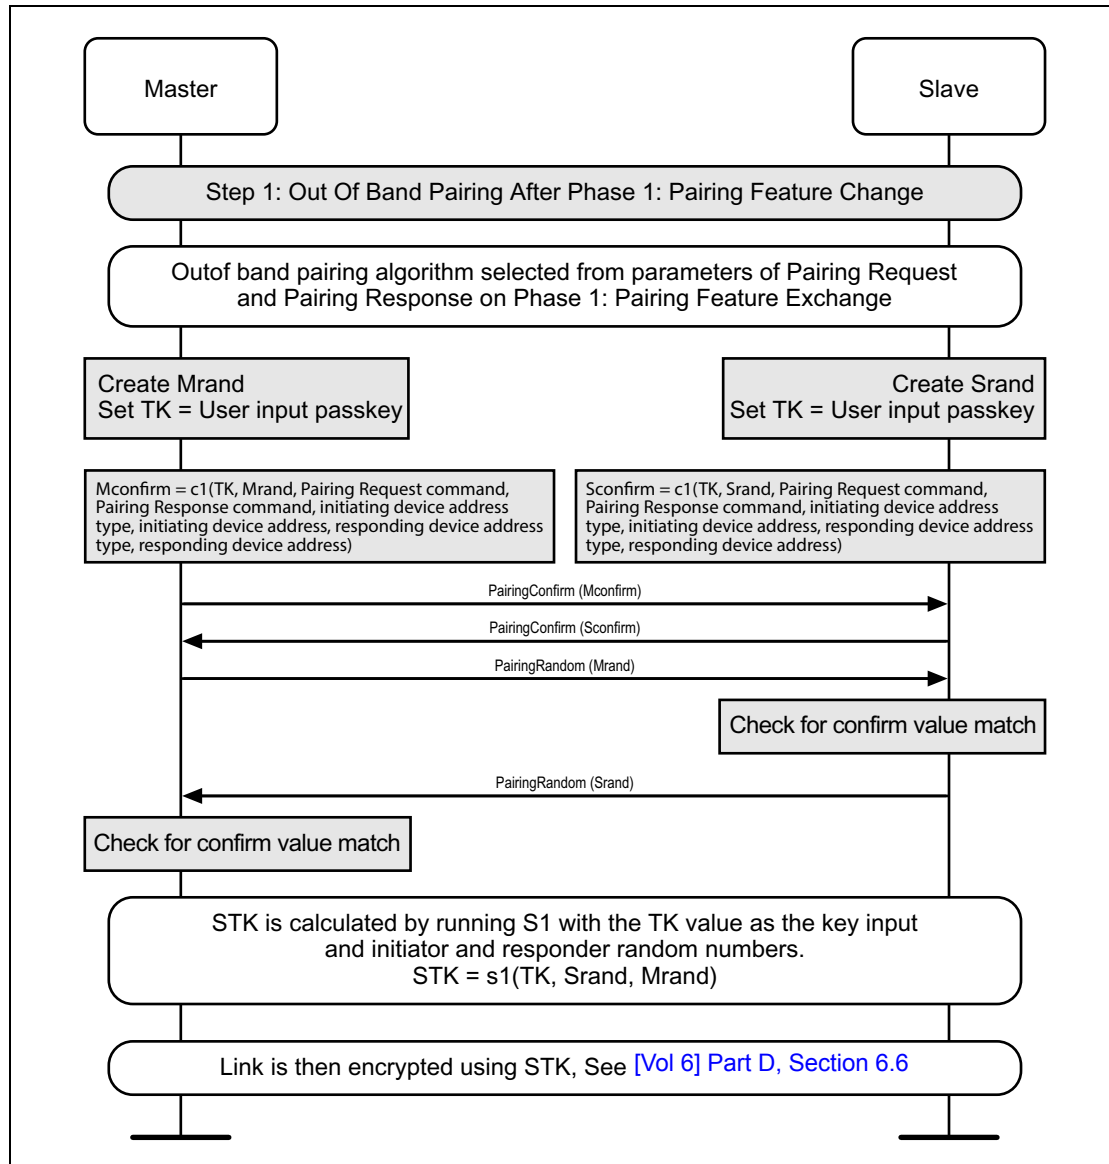 Master
Slave
Step 1: Out Of Band Pairing After Phase 1: Pairing Feature Change
Outof band pairing algorithm selected from parameters of Pairing Request
and Pairing Response on Phase 1: Pairing Feature Exchange
Create Mrand
Set TK = User input passkey
Create Srand
Set TK = User input passkey
Mconfirm = c1(TK, Mrand, Pairing Request command,
Pairing Response command, initiating device address
type, initiating device address, responding device address
type, responding device address)
Sconfirm = c1(TK, Srand, Pairing Request command,
Pairing Response command, initiating device address
type, initiating device address, responding device address
type, responding device address)
PairingConfirm (Mconfirm)
PairingConfirm (Sconfirm)
PairingRandom (Mrand)
Check for confirm value match
PairingRandom (Srand)
Check for confirm value match
STK is calculated by running S1 with the TK value as the key input
and initiator and responder random numbers.
STK = s1(TK, Srand, Mrand)
Link is then encrypted using STK, See [Vol 6] Part D, Section 6.6